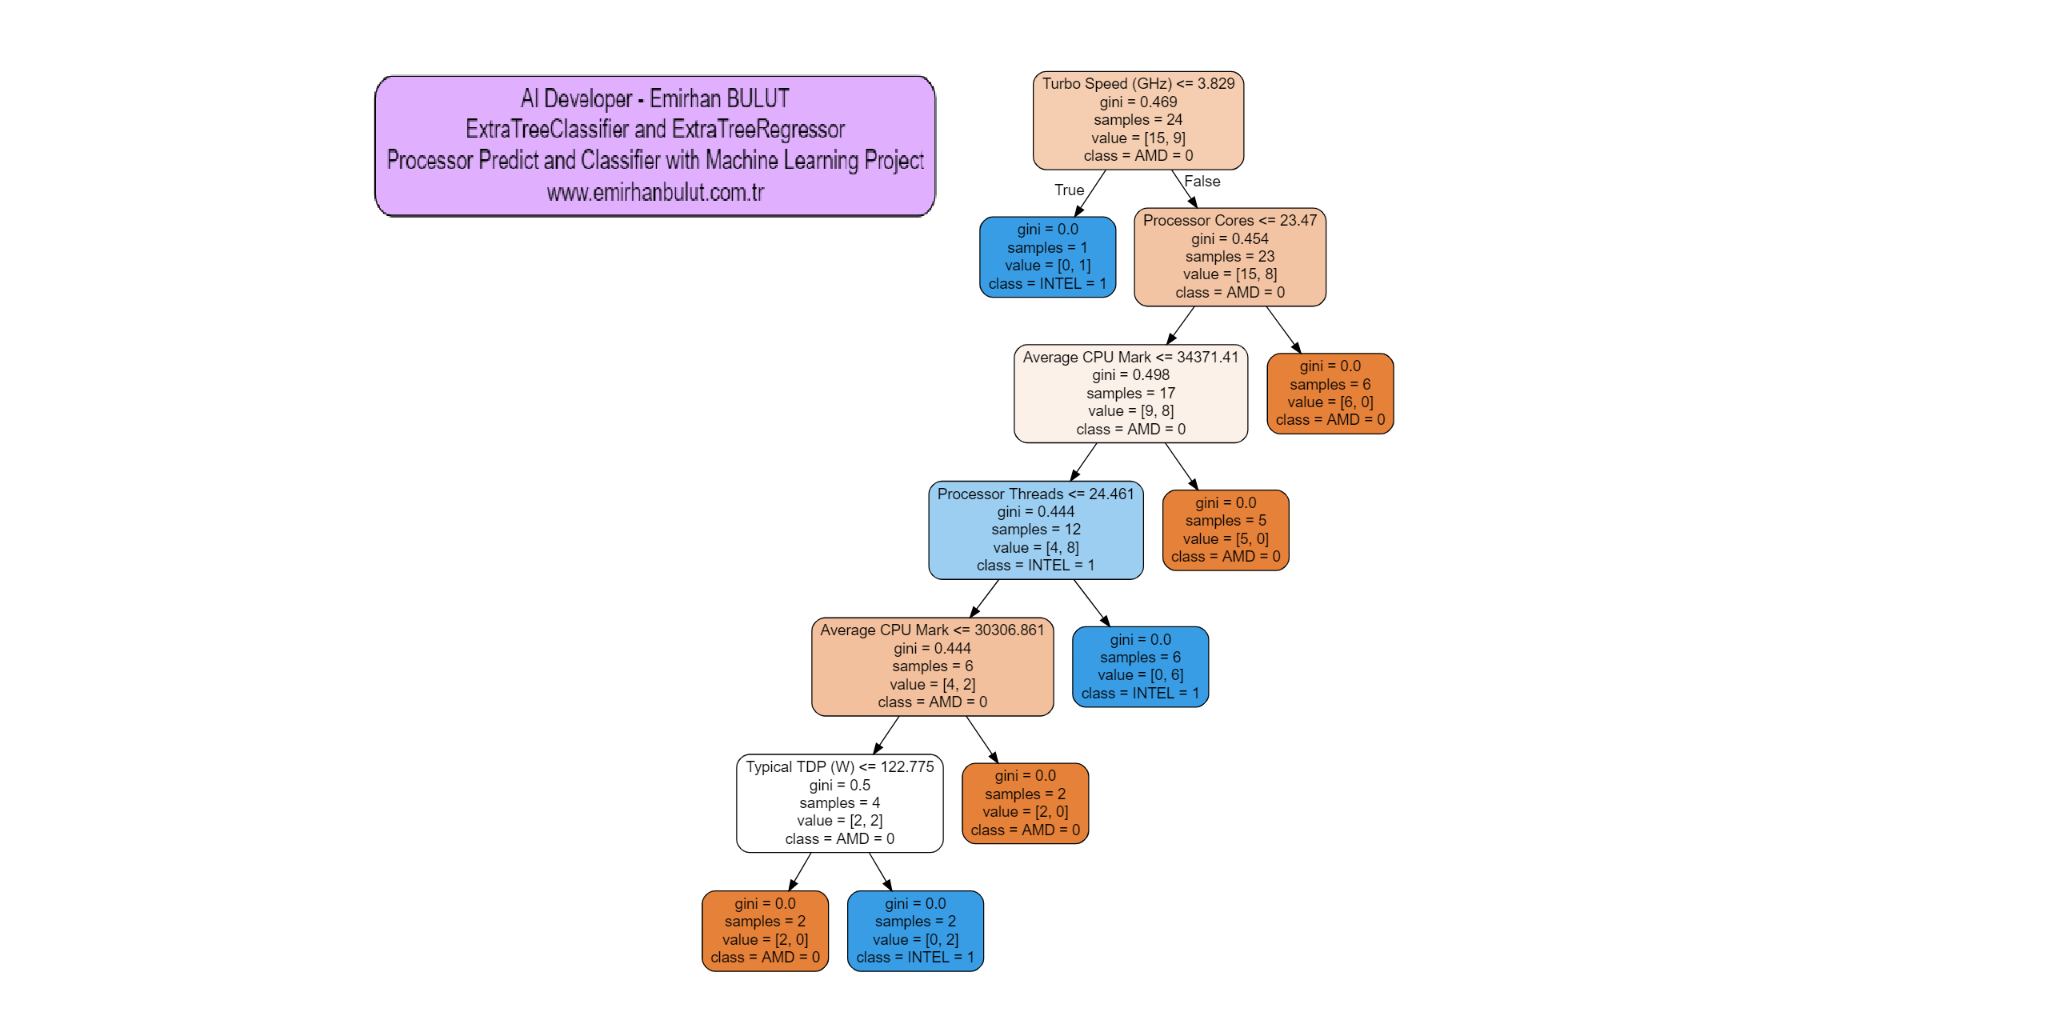 AI Developer - Emirhan BULUT
ExtraTreeClassifier and ExtraTreeRegressor
Processor Predict and Classifier with Machine Learning Project
www.emirhanbulut.com.tr
Turbo Speed (GHz) <= 3.829
gini = 0.469
samples = 24
value = [15, 9]
class = AMD = 0
True
False
gini = 0.0
samples = 1
value = [0, 1]
class = INTEL = 1
Processor Cores <= 23.47
gini = 0.454
samples = 23
value = [15, 8]
class = AMD = 0
Average CPU Mark <= 34371.41
gini = 0.498
samples = 17
value = [9, 8]
class = AMD = 0
gini = 0.0
samples = 6
value = [6, 0]
class = AMD = 0
Processor Threads <= 24.461
gini = 0.444
samples = 12
value = [4, 8]
class = INTEL = 1
gini = 0.0
samples = 5
value = [5, 0]
class = AMD = 0
Average CPU Mark <= 30306.861
gini = 0.444
samples = 6
value = [4, 2]
class = AMD = 0
gini = 0.0
samples = 6
value = [0, 6]
class = INTEL = 1
Typical TDP (W) <= 122.775
gini = 0.5
samples = 4
value = [2, 2]
class = AMD = 0
gini = 0.0
samples = 2
value = [2, 0]
class = AMD = 0
gini = 0.0
samples = 2
value = [2, 0]
class = AMD = 0
gini = 0.0
samples = 2
value = [0, 2]
class = INTEL = 1